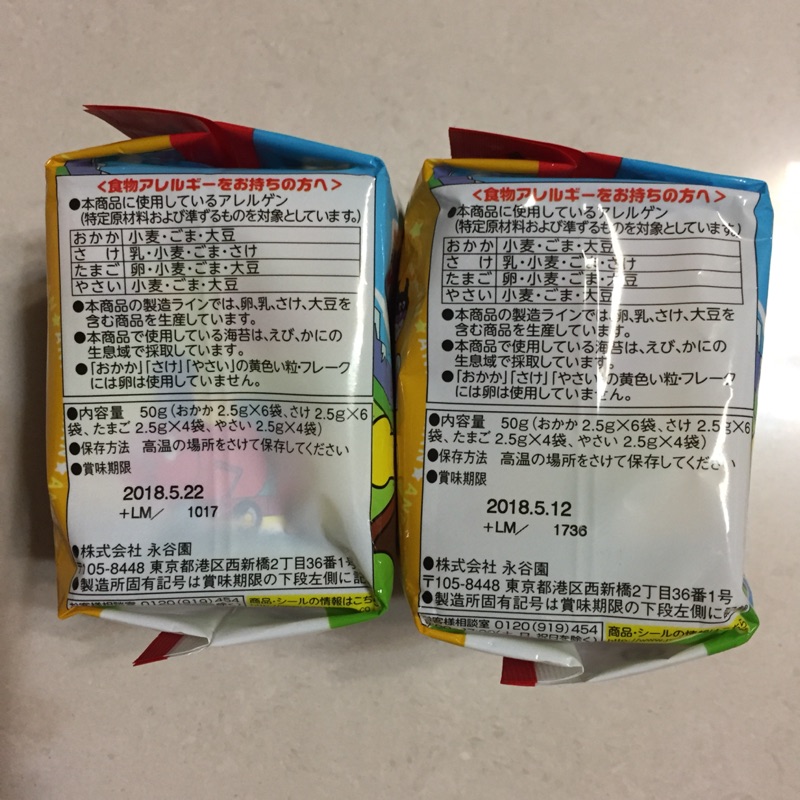 <食物アレルギーをお持ちの方へ>
●本商品に使用しているアレルゲン
(特定原材料および準ずるものを対象としています。)
おかか 小麦・ごま・大豆
さけ 乳・小麦・ごま・さけ
たまご 卵・小麦・ごま・大豆
やさい 小麦・ごま・大豆
●本商品の製造ラインでは、卵、乳、さけ、大豆を
含む商品を生産しています。
●本商品で使用している海苔は、えび、かにの
生息域で採取しています。
●「おかか」「さけ」「やさい」の黄色い粒・フレーク
には卵は使用していません。
●内容量 50g(おかか 2.5g×6袋、さけ 2.5g×6
袋、たまご 2.5g×4袋、やさい 2.5g×4袋)
●保存方法 高温の場所をさけて保存してください
●賞味期限
2018.5.22
+LM/ 1017
●株式会社 永谷園
〒105-8448 東京都港区西新橋2丁目36番1号
●製造所固有記号は賞味期限の下段左側に記
お客様相談室 0120(919)454
商品・シールの情報はこち
<食物アレルギーをお持ちの方へ>
●本商品に使用しているアレルゲン
(特定原材料および準ずるものを対象としています。)
おかか 小麦・ごま・大豆
さけ 乳・小麦・ごま・さけ
たまご 卵・小麦・ごま・大豆
やさい 小麦・ごま・大豆
●本商品の製造ラインでは、卵、乳、さけ、大豆を
含む商品を生産しています。
●本商品で使用している海苔は、えび、かにの
生息域で採取しています。
●「おかか」「さけ」「やさい」の黄色い粒・フレーク
には卵は使用していません。
●内容量 50g(おかか 2.5g×6袋、さけ 2.5g×6
袋、たまご 2.5g×4袋、やさい 2.5g×4袋)
●保存方法 高温の場所をさけて保存してください
●賞味期限
2018.5.12
+LM/ 1736
●株式会社 永谷園
〒105-8448 東京都港区西新橋2丁目36番1号
●製造所固有記号は賞味期限の下段左側に
お客様相談室 0120(919)454
商品・シールの情報は